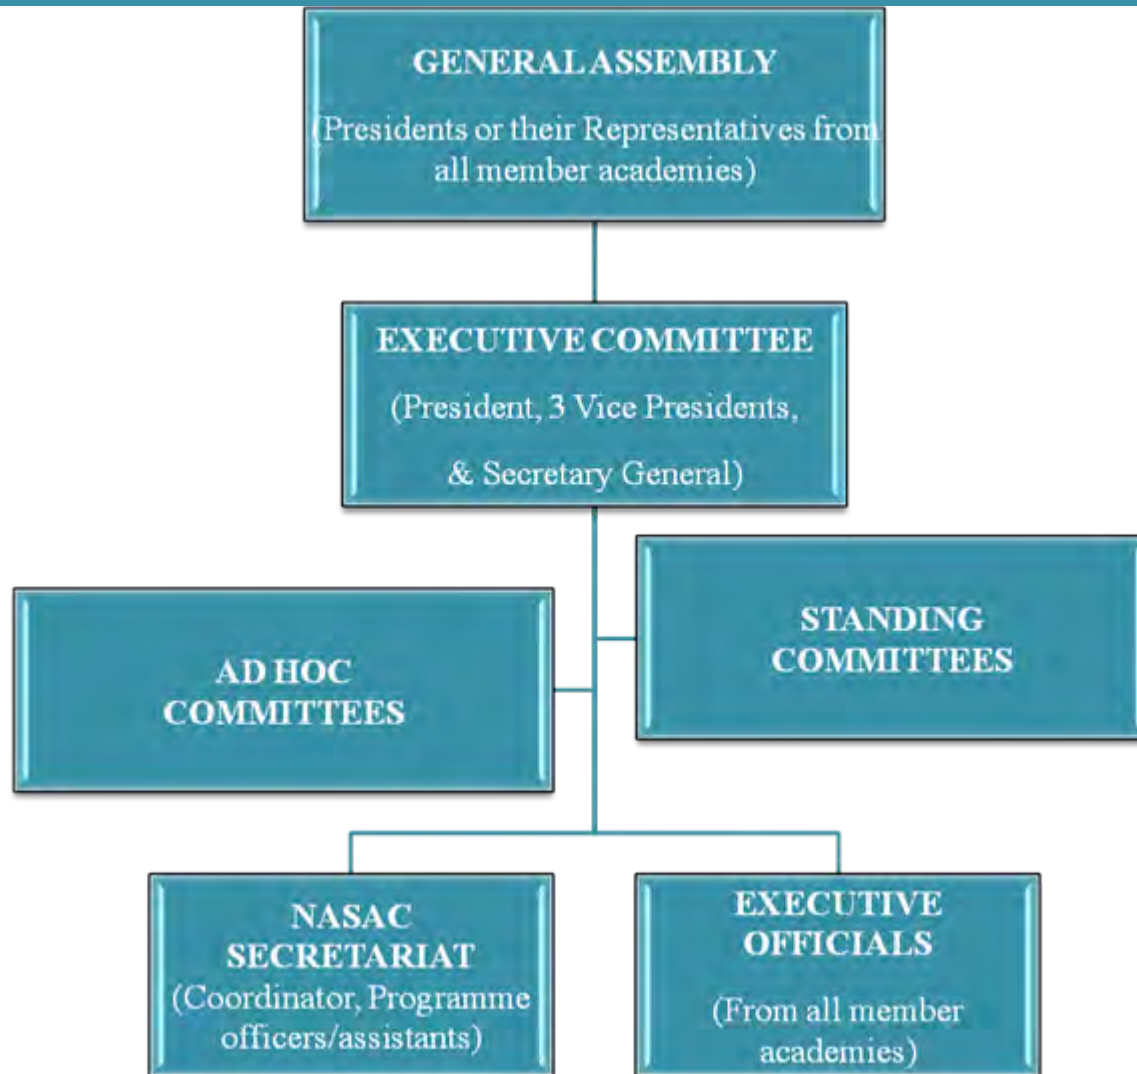 GENERAL ASSEMBLY
(Presidents or their Representatives from
all member academies)
EXECUTIVE COMMITTEE
(President, 3 Vice Presidents,
& Secretary General)
STANDING
COMMITTEES
AD HOC
COMMITTEES
NASAC
SECRETARIAT
(Coordinator, Programme
officers/assistants)
EXECUTIVE
OFFICIALS
(From all member
academies)